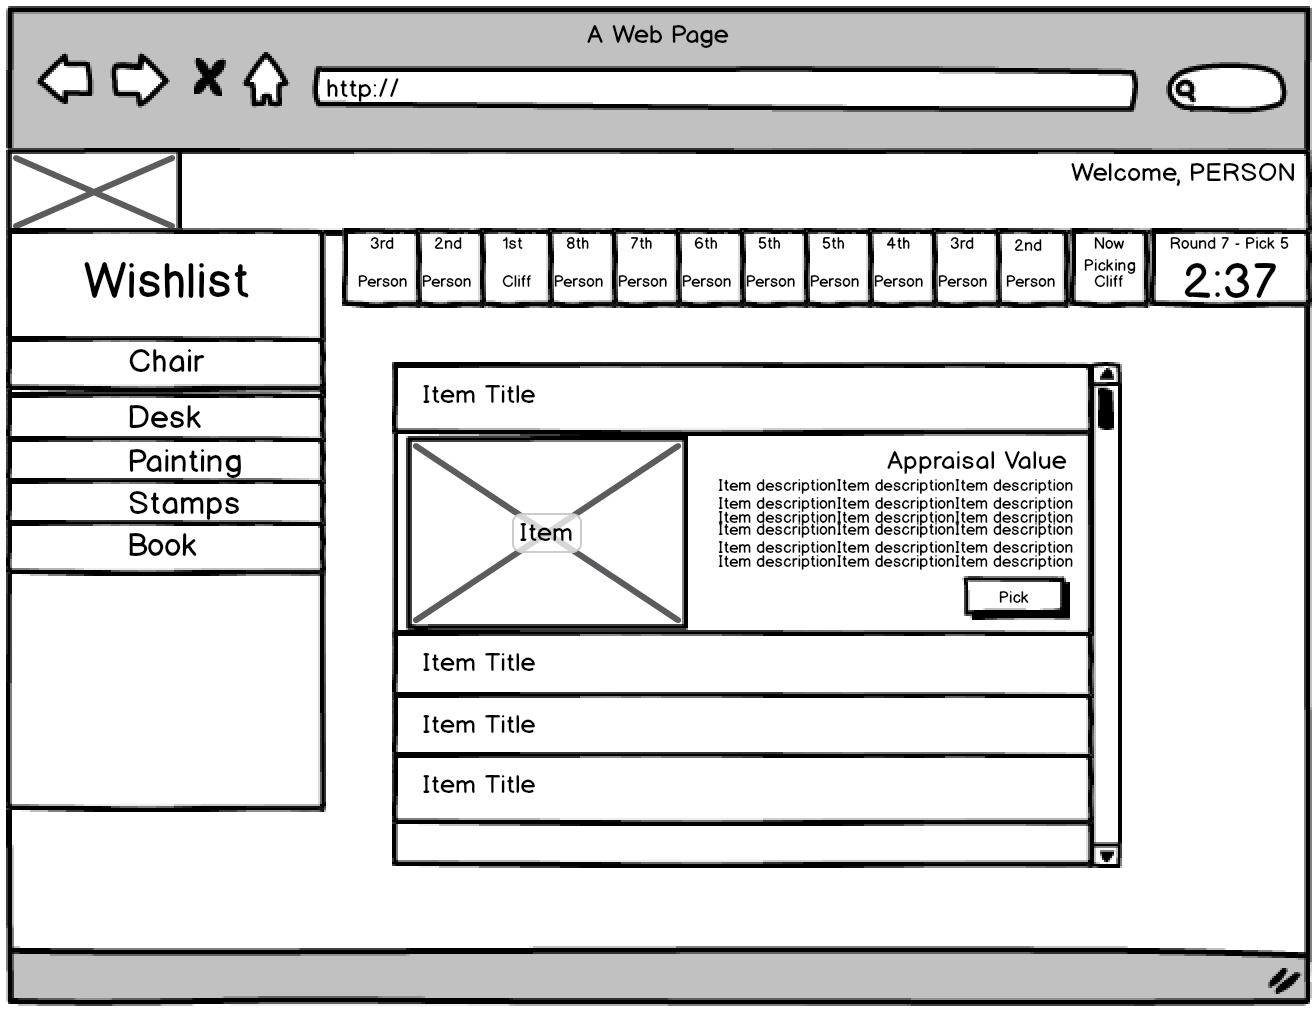 A Web Page
http://
Welcome, PERSON
Wishlist
Chair
Desk
Painting
Stamps
Book
3rd
Person
2nd
Person
1st
Cliff
8th
Person
7th
Person
6th
Person
5th
Person
5th
Person
4th
Person
3rd
Person
2nd
Person
Now
Picking
Cliff
Round 7 - Pick 5
2:37
Item Title
Item
Appraisal Value
Item descriptionItem descriptionItem description
Item descriptionItem descriptionItem description
Item descriptionItem descriptionItem description
Item descriptionItem descriptionItem description
Item descriptionItem descriptionItem description
Item descriptionItem descriptionItem description
Pick
Item Title
Item Title
Item Title